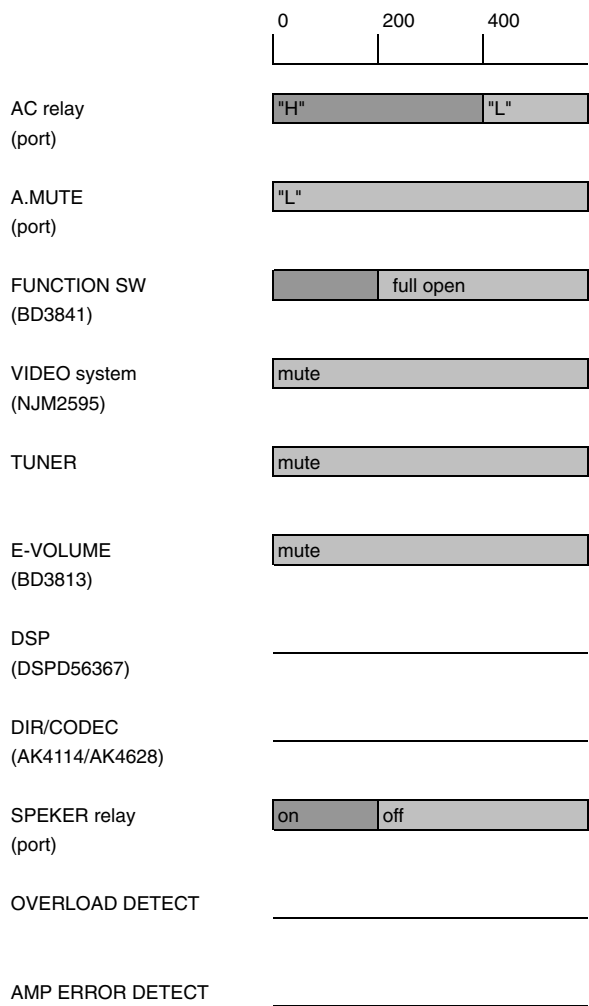 0 200 400
AC relay "H" "L"
(port)
A.MUTE "L"
(port)
FUNCTION SW full open
(BD3841)
VIDEO system mute
(NJM2595)
TUNER mute
E-VOLUME mute
(BD3813)
DSP
(DSPD56367)
DIR/CODEC
(AK4114/AK4628)
SPEKER relay on off
(port)
OVERLOAD DETECT
AMP ERROR DETECT